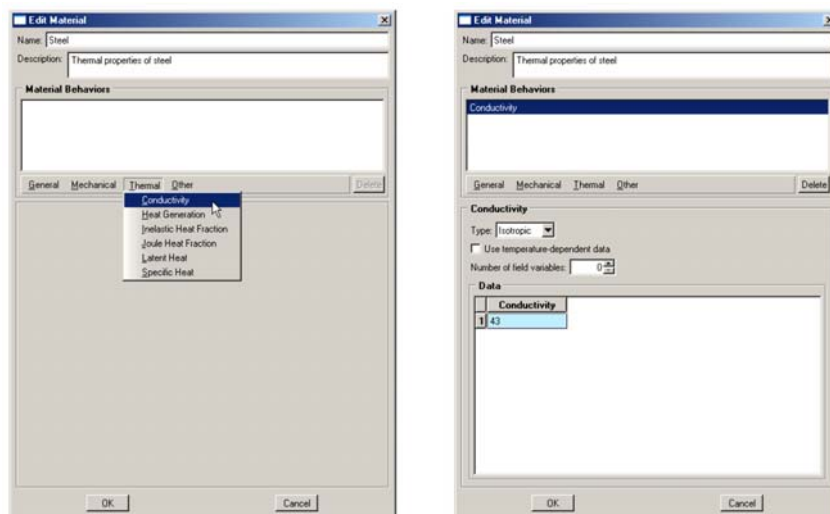 Edit Material
Name: Steel
Description: Thermal properties of steel
Material Behaviors
General Mechanical Thermal Other Delete
Conductivity
Heat Generation
Inelastic Heat Fraction
Joule Heat Fraction
Latent Heat
Specific Heat
OK Cancel
Edit Material
Name: Steel
Description: Thermal properties of steel
Material Behaviors
Conductivity
General Mechanical Thermal Other Delete
Conductivity
Type: Isotropic
Use temperature-dependent data
Number of field variables: 0
Data
Conductivity
1 43
OK Cancel